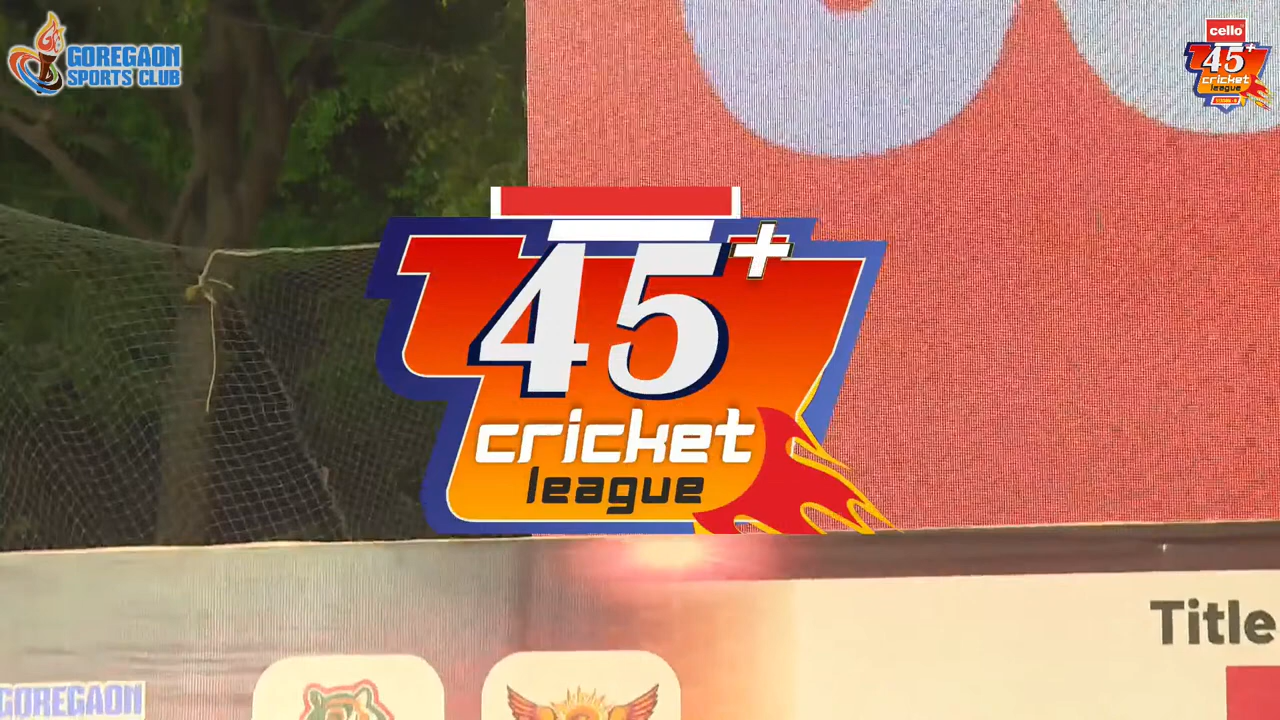 GOREGAON
SPORTS CLUB
cello
45+
cricket
league
45+
cricket
league
Title
GOREGAON